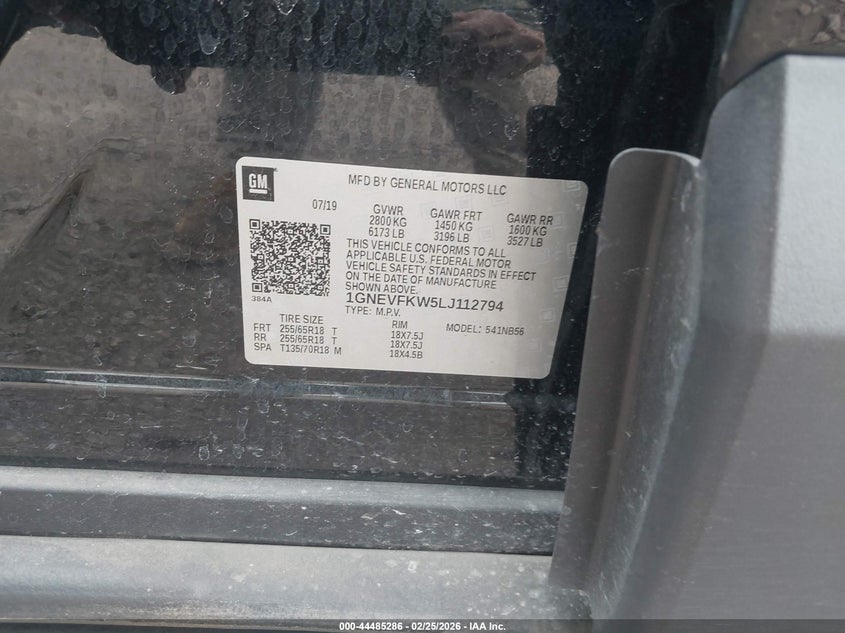 GM
MFD BY GENERAL MOTORS LLC
07/19 GVWR GAWR FRT GAWR RR
2800 KG 1450 KG 1600 KG
6173 LB 3196 LB 3527 LB
THIS VEHICLE CONFORMS TO ALL
APPLICABLE U.S. FEDERAL MOTOR
VEHICLE SAFETY STANDARDS IN EFFECT
ON THE DATE OF MANUFACTURE
SHOWN ABOVE.
384A
1GNEVFKW5LJ112794
TYPE: M.P.V.
TIRE SIZE RIM MODEL: 541NB56
FRT 255/65R18 T 18X7.5J
RR 255/65R18 T 18X7.5J
SPA T135/70R18 M 18X4.5B
000-44485286 - 02/25/2026 - IAA Inc.